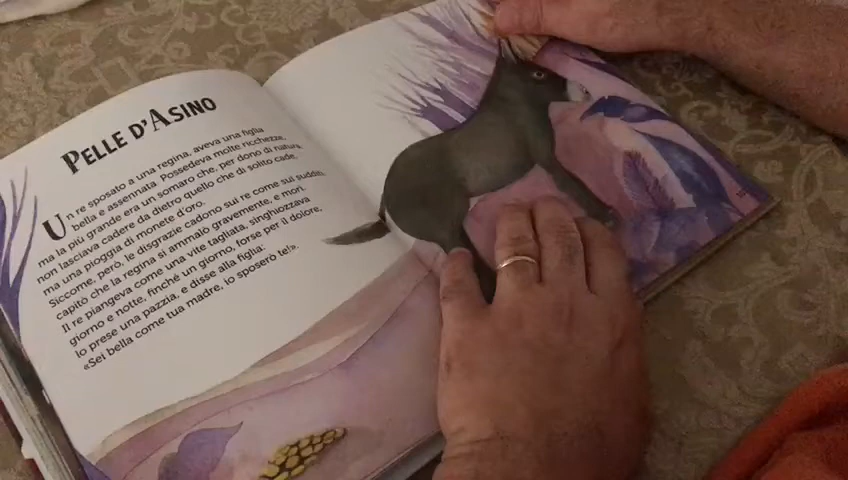 PELLE D'ASINO
Un re sposato a una regina, aveva una figlia
bella e assennata. Possedeva molte ricchezze,
ma la più grande era un somaro che, per dono di natura,
non lasciava cadere da dietro quello che di solito cade,
ma una pioggia di monete d'oro.
Siccome, però, le disgrazie cadono sui re come sui sudditi,
capitò che la regina si ammalò gravemente, e morì.
Il re piangeva come una vite tagliata, singhiozzava
giorno e notte, finché un giorno, forse per il dolore,
lo prese una pazzia, e disse alla figlia:
«Sei bella come tua madre, io sposerò te!».